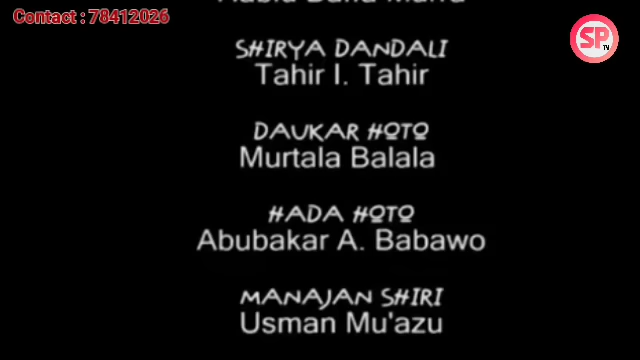 Contact : 78412026
SP
TV
SHIRYA DANDALI
Tahir I. Tahir
DAUKAR HOTO
Murtala Balala
HADA HOTO
Abubakar A. Babawo
MANAJAN SHIRI
Usman Mu'azu